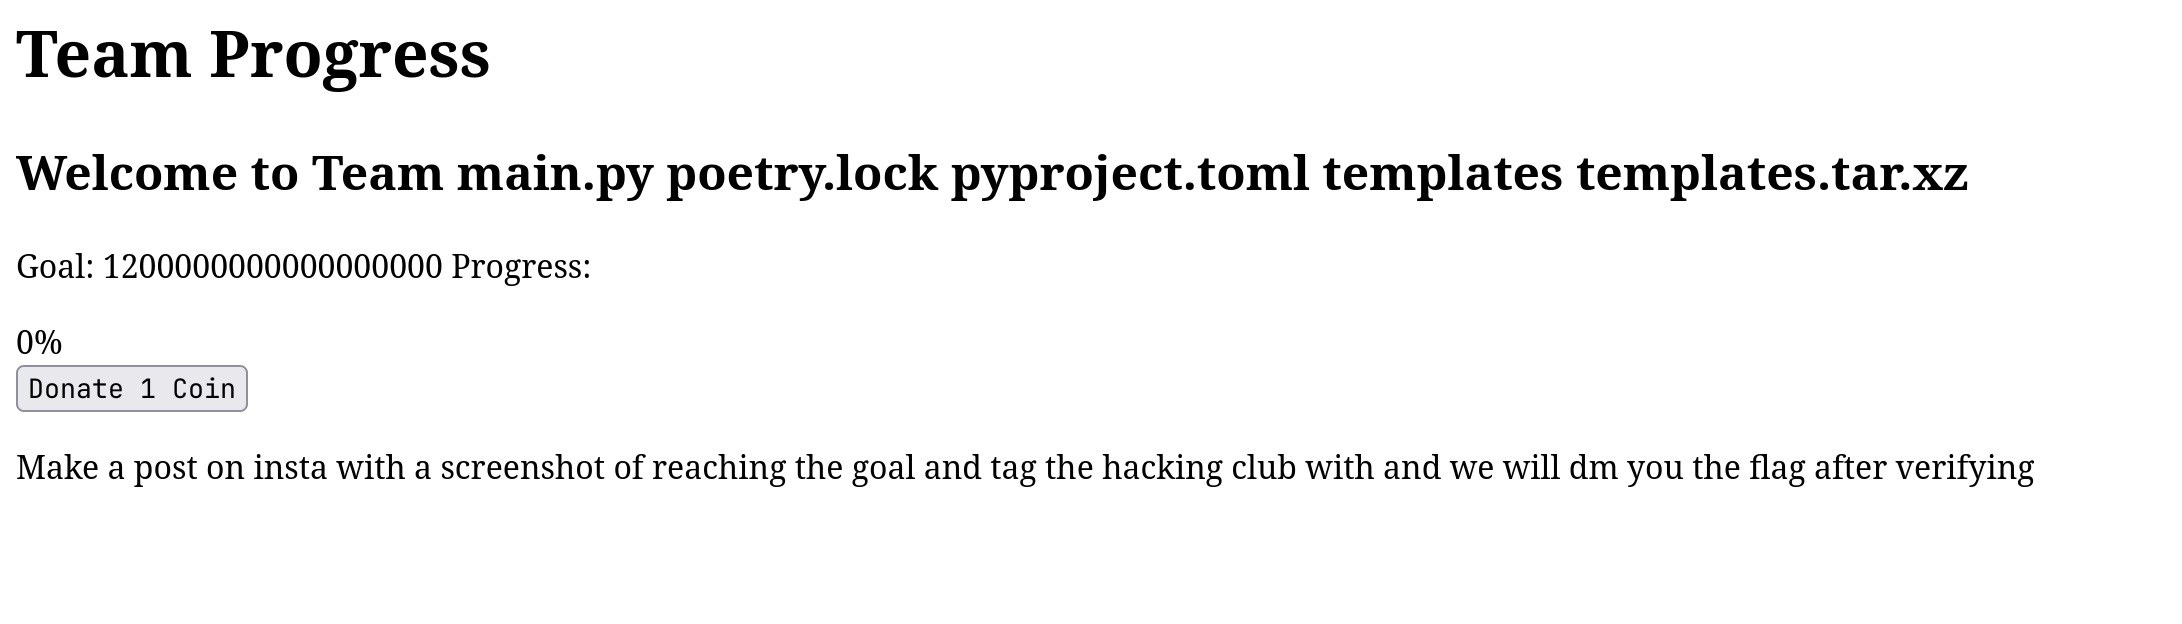 Team Progress
Welcome to Team main.py poetry.lock pyproject.toml templates templates.tar.xz
Goal: 1200000000000000000 Progress:
0%
Donate 1 Coin
Make a post on insta with a screenshot of reaching the goal and tag the hacking club with and we will dm you the flag after verifying